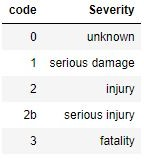 code Severity
0 unknown
1 serious damage
2 injury
2b serious injury
3 fatality